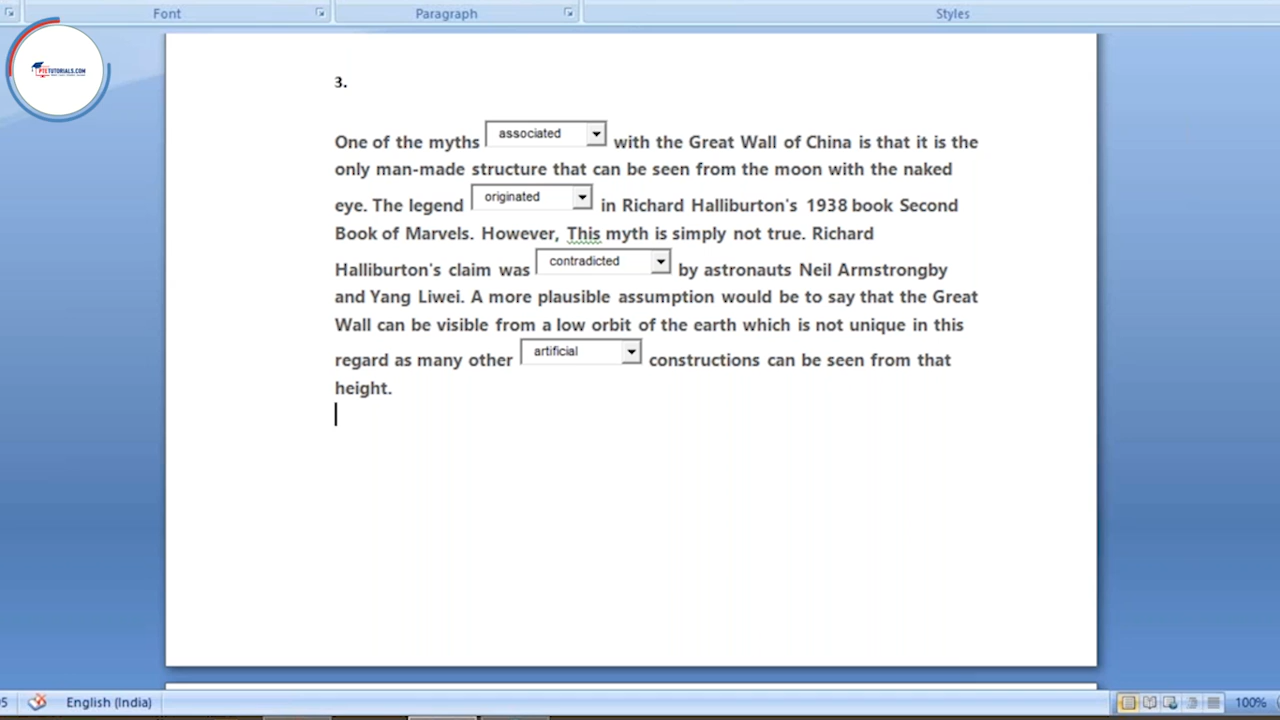 Font Paragraph Styles
PTETUTORIALS.COM
3.
One of the myths associated with the Great Wall of China is that it is the
only man-made structure that can be seen from the moon with the naked
eye. The legend originated in Richard Halliburton's 1938 book Second
Book of Marvels. However, This myth is simply not true. Richard
Halliburton's claim was contradicted by astronauts Neil Armstrongby
and Yang Liwei. A more plausible assumption would be to say that the Great
Wall can be visible from a low orbit of the earth which is not unique in this
regard as many other artificial constructions can be seen from that
height.
English (India) 100%